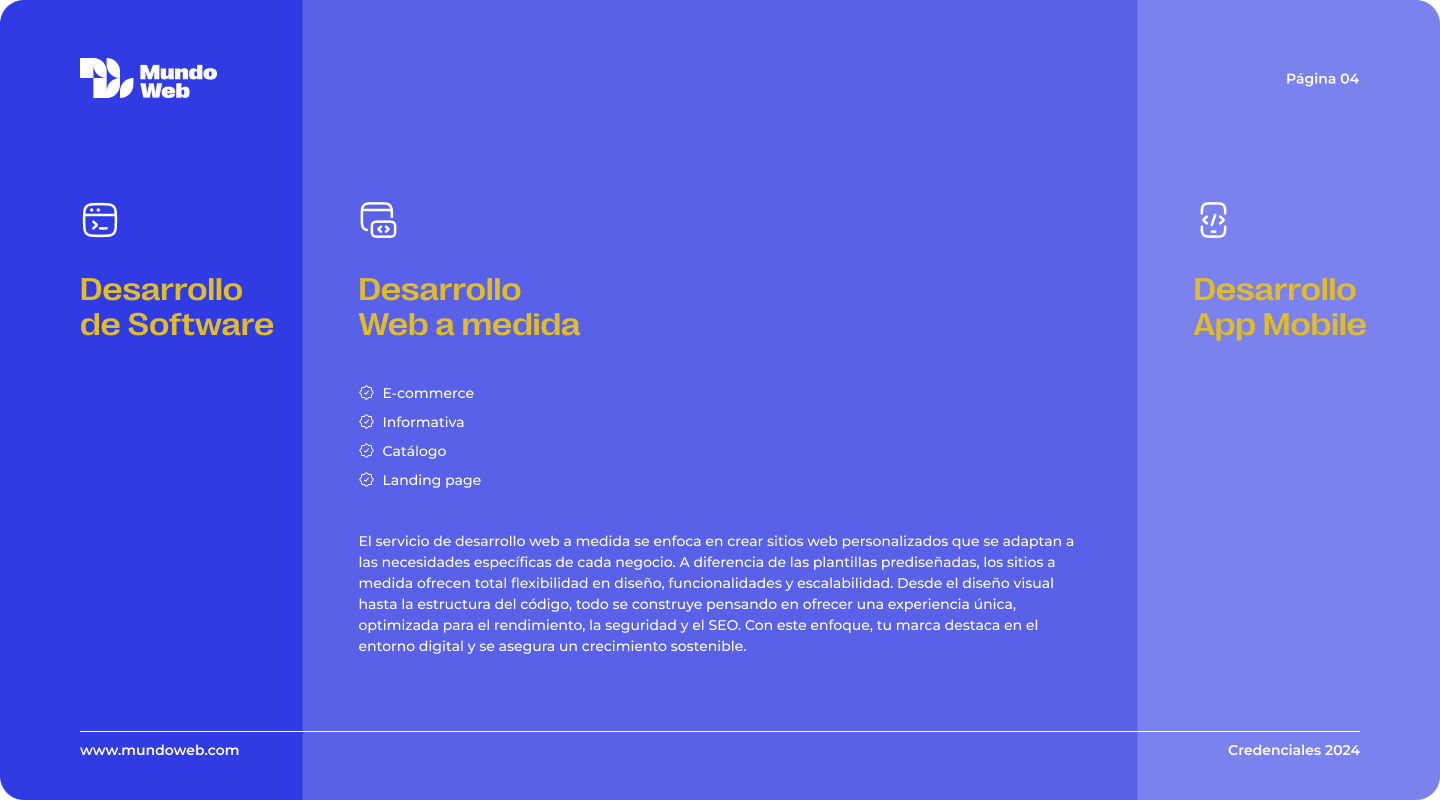 Mundo
Web
Página 04
Desarrollo
de Software
Desarrollo
Web a medida
E-commerce
Informativa
Catálogo
Landing page
El servicio de desarrollo web a medida se enfoca en crear sitios web personalizados que se adaptan a
las necesidades específicas de cada negocio. A diferencia de las plantillas prediseñadas, los sitios a
medida ofrecen total flexibilidad en diseño, funcionalidades y escalabilidad. Desde el diseño visual
hasta la estructura del código, todo se construye pensando en ofrecer una experiencia única,
optimizada para el rendimiento, la seguridad y el SEO. Con este enfoque, tu marca destaca en el
entorno digital y se asegura un crecimiento sostenible.
Desarrollo
App Mobile
www.mundoweb.com
Credenciales 2024